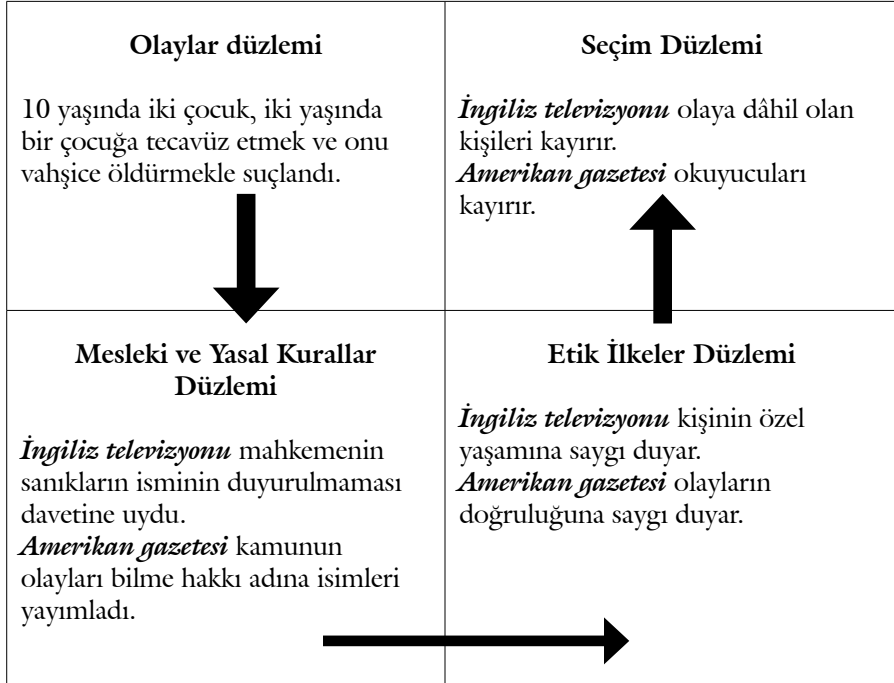 Olaylar düzlemi
10 yaşında iki çocuk, iki yaşında
bir çocuğa tecavüz etmek ve onu
vahşice öldürmekle suçlandı.
Seçim Düzlemi
İngiliz televizyonu olaya dâhil olan
kişileri kayırır.
Amerikan gazetesi okuyucuları
kayırır.
Mesleki ve Yasal Kurallar
Düzlemi
İngiliz televizyonu mahkemenin
sanıkların isminin duyurulmaması
davetine uydu.
Amerikan gazetesi kamunun
olayları bilme hakkı adına isimleri
yayımladı.
Etik İlkeler Düzlemi
İngiliz televizyonu kişinin özel
yaşamına saygı duyar.
Amerikan gazetesi olayların
doğruluğuna saygı duyar.